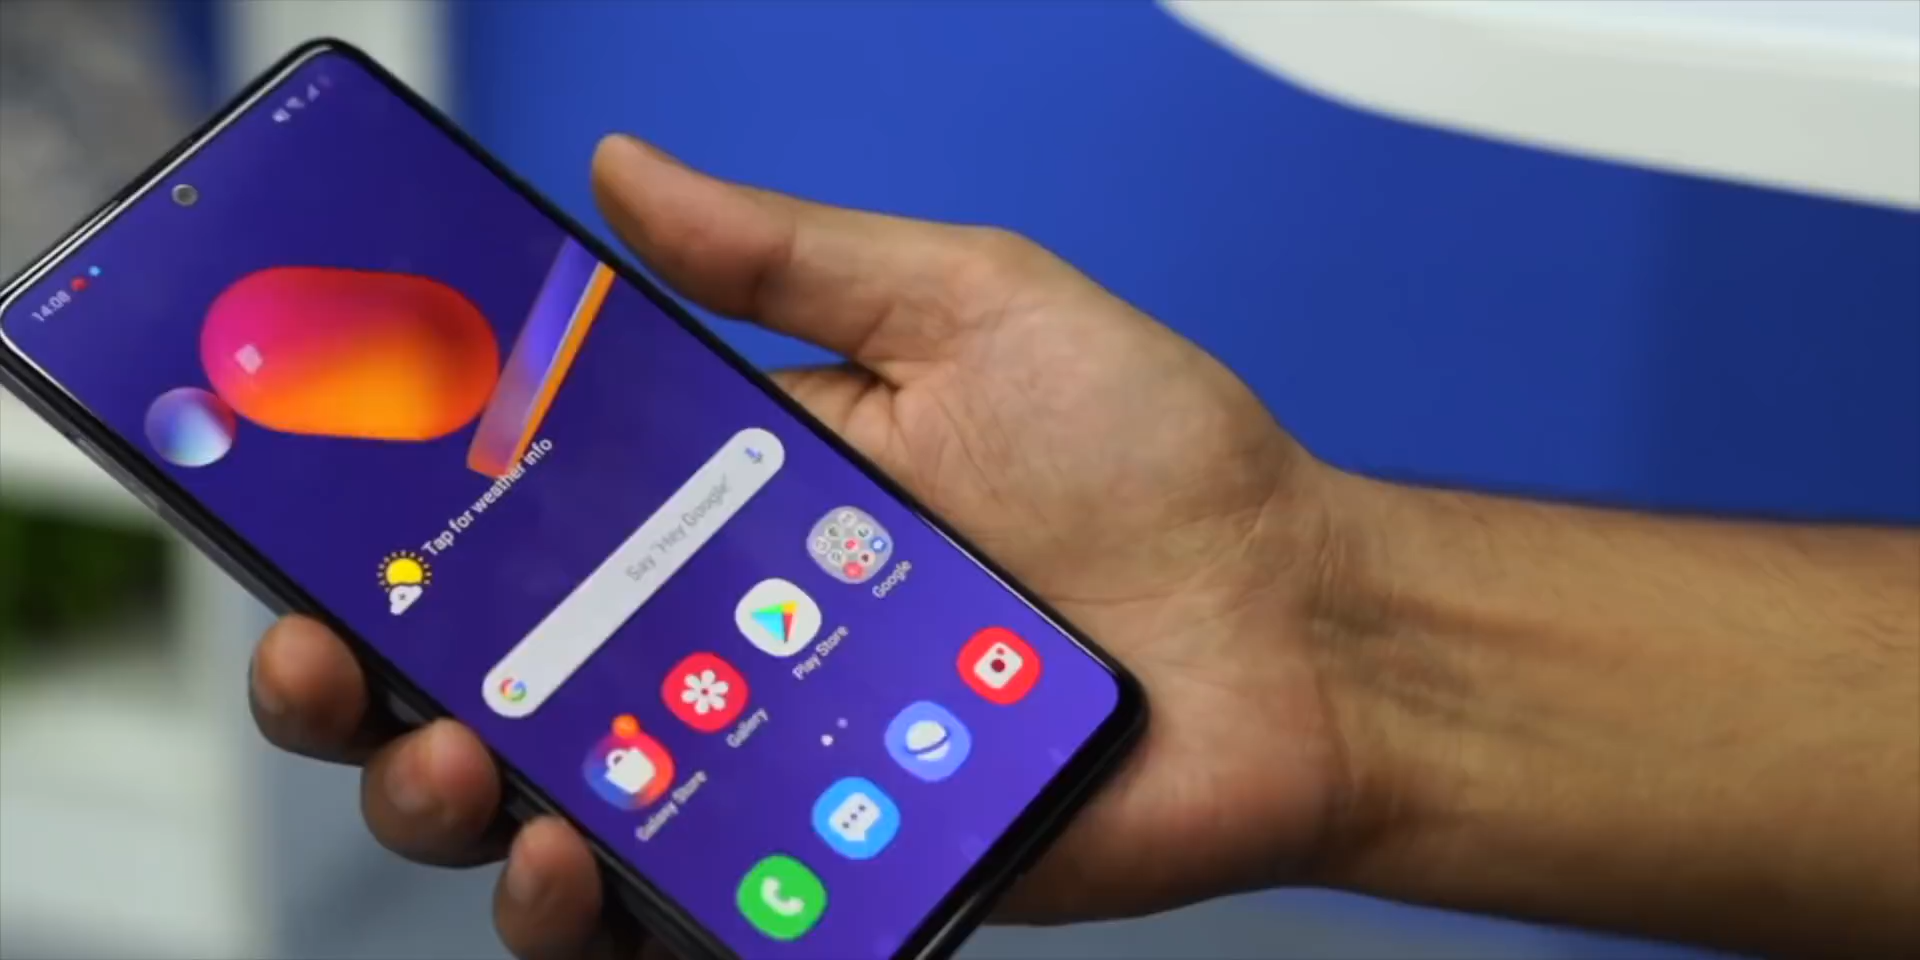 14:08
Tap for weather info
Say "Hey Google"
Galaxy Store
Gallery
Play Store
Google